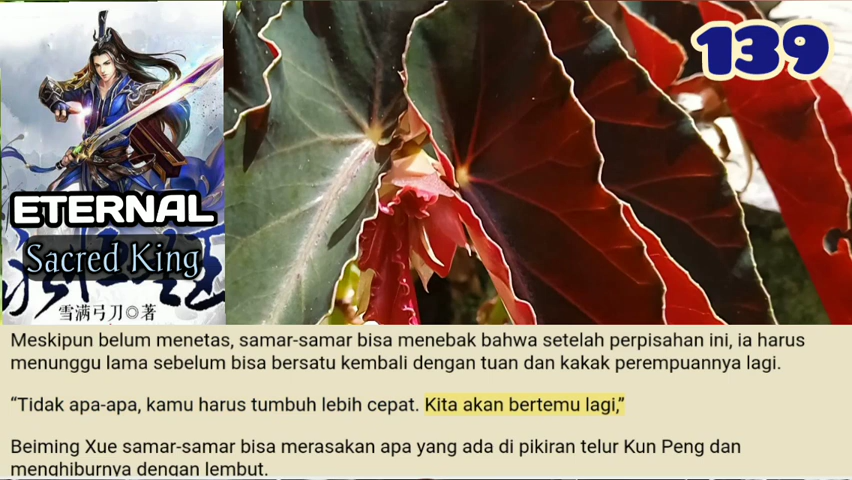 139
ETERNAL
Sacred King
雪满弓刀◎著
Meskipun belum menetas, samar-samar bisa menebak bahwa setelah perpisahan ini, ia harus
menunggu lama sebelum bisa bersatu kembali dengan tuan dan kakak perempuannya lagi.
“Tidak apa-apa, kamu harus tumbuh lebih cepat. Kita akan bertemu lagi,”
Beiming Xue samar-samar bisa merasakan apa yang ada di pikiran telur Kun Peng dan
menghiburnya dengan lembut.